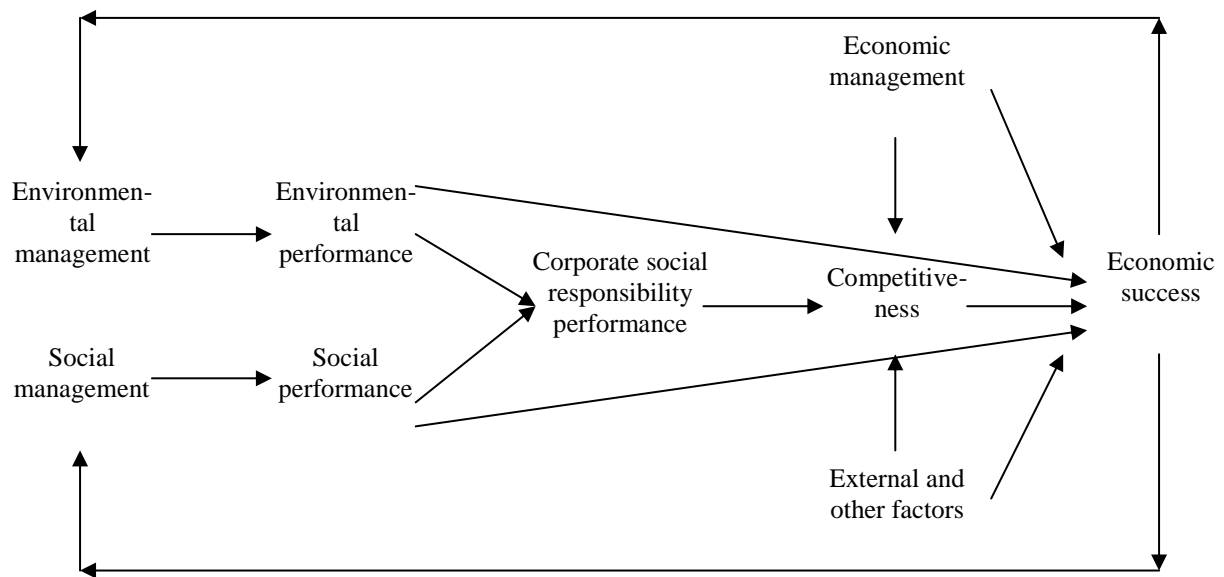 Economic
management
Environmen-
tal
management
Environmen-
tal
performance
Corporate social
responsibility
performance
Competitive-
ness
Economic
success
Social
management
Social
performance
External and
other factors